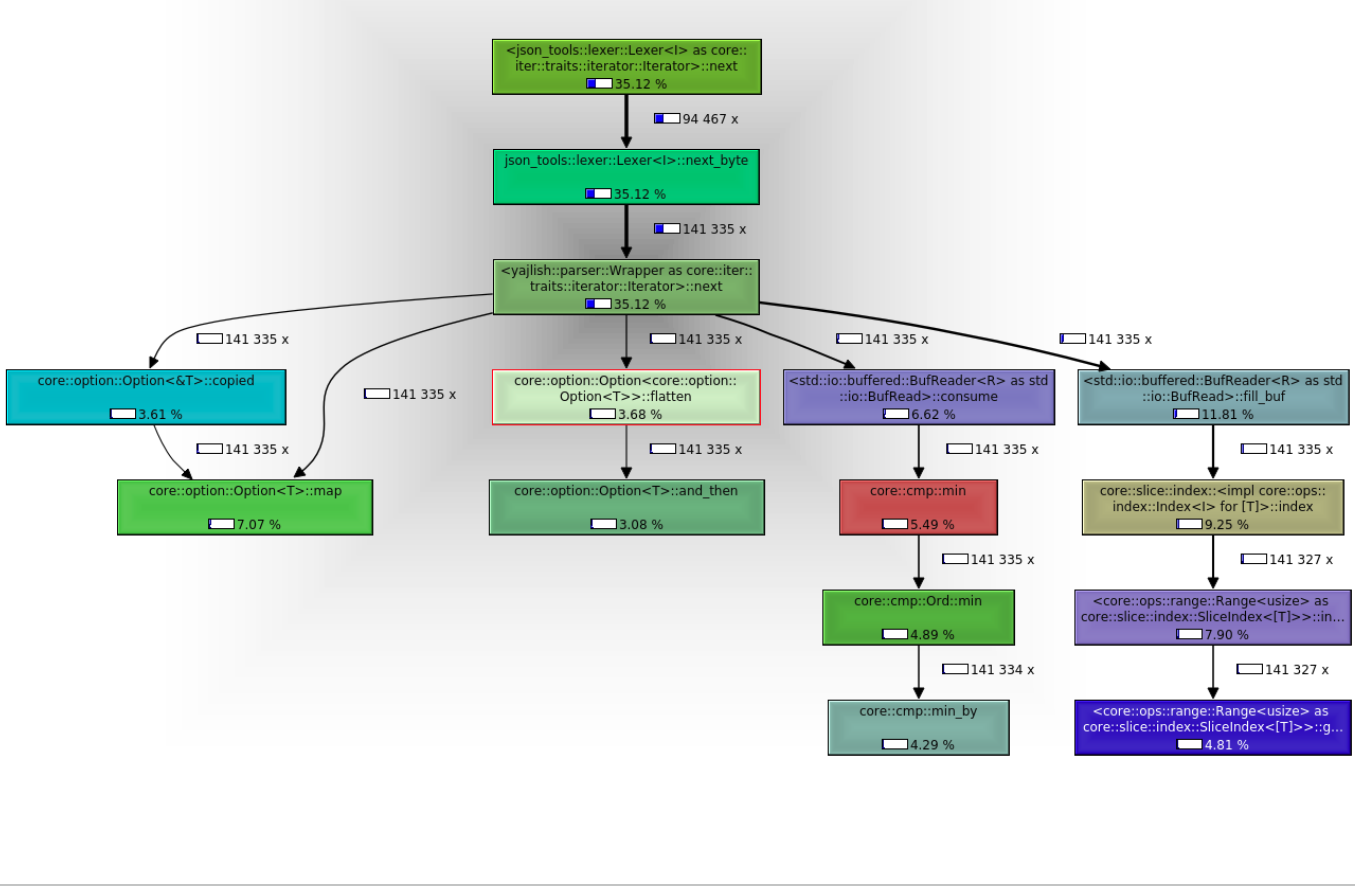 <json_tools::lexer::Lexer<I> as core::
iter::traits::iterator::Iterator>::next
35.12 %
94 467 x
json_tools::lexer::Lexer<I>::next_byte
35.12 %
141 335 x
<yajlish::parser::Wrapper as core::iter::
traits::iterator::Iterator>::next
35.12 %
141 335 x
141 335 x
141 335 x
141 335 x
141 335 x
core::option::Option<&T>::copied
3.61 %
core::option::Option<core::option::
Option<T>>::flatten
3.68 %
<std::io::buffered::BufReader<R> as std
::io::BufRead>::consume
6.62 %
<std::io::buffered::BufReader<R> as std
::io::BufRead>::fill_buf
11.81 %
141 335 x
141 335 x
141 335 x
141 335 x
core::option::Option<T>::map
7.07 %
core::option::Option<T>::and_then
3.08 %
core::cmp::min
5.49 %
core::slice::index::<impl core::ops::
index::Index<I> for [T]>::index
9.25 %
141 335 x
141 327 x
core::cmp::Ord::min
4.89 %
<core::ops::range::Range<usize> as
core::slice::index::SliceIndex<[T]>>::in...
7.90 %
141 334 x
141 327 x
core::cmp::min_by
4.29 %
<core::ops::range::Range<usize> as
core::slice::index::SliceIndex<[T]>>::g...
4.81 %